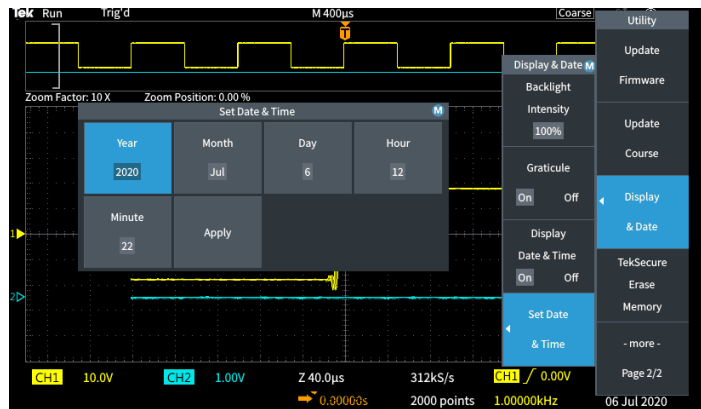 Tek Run Trig'd M 400µs Coarse
Utility
Update
Firmware
Update
Course
Display
& Date
TekSecure
Erase
Memory
- more -
Page 2/2
Display & Date M
Backlight
Intensity
100%
Graticule
On Off
Display
Date & Time
On Off
Set Date
& Time
T
Zoom Factor: 10 X Zoom Position: 0.00 %
Set Date & Time M
Year Month Day Hour
2020 Jul 6 12
Minute Apply
22
1
2
CH1 10.0V CH2 1.00V Z 40.0µs 312kS/s CH1 0.00V
0.00000s 2000 points 1.00000kHz 06 Jul 2020